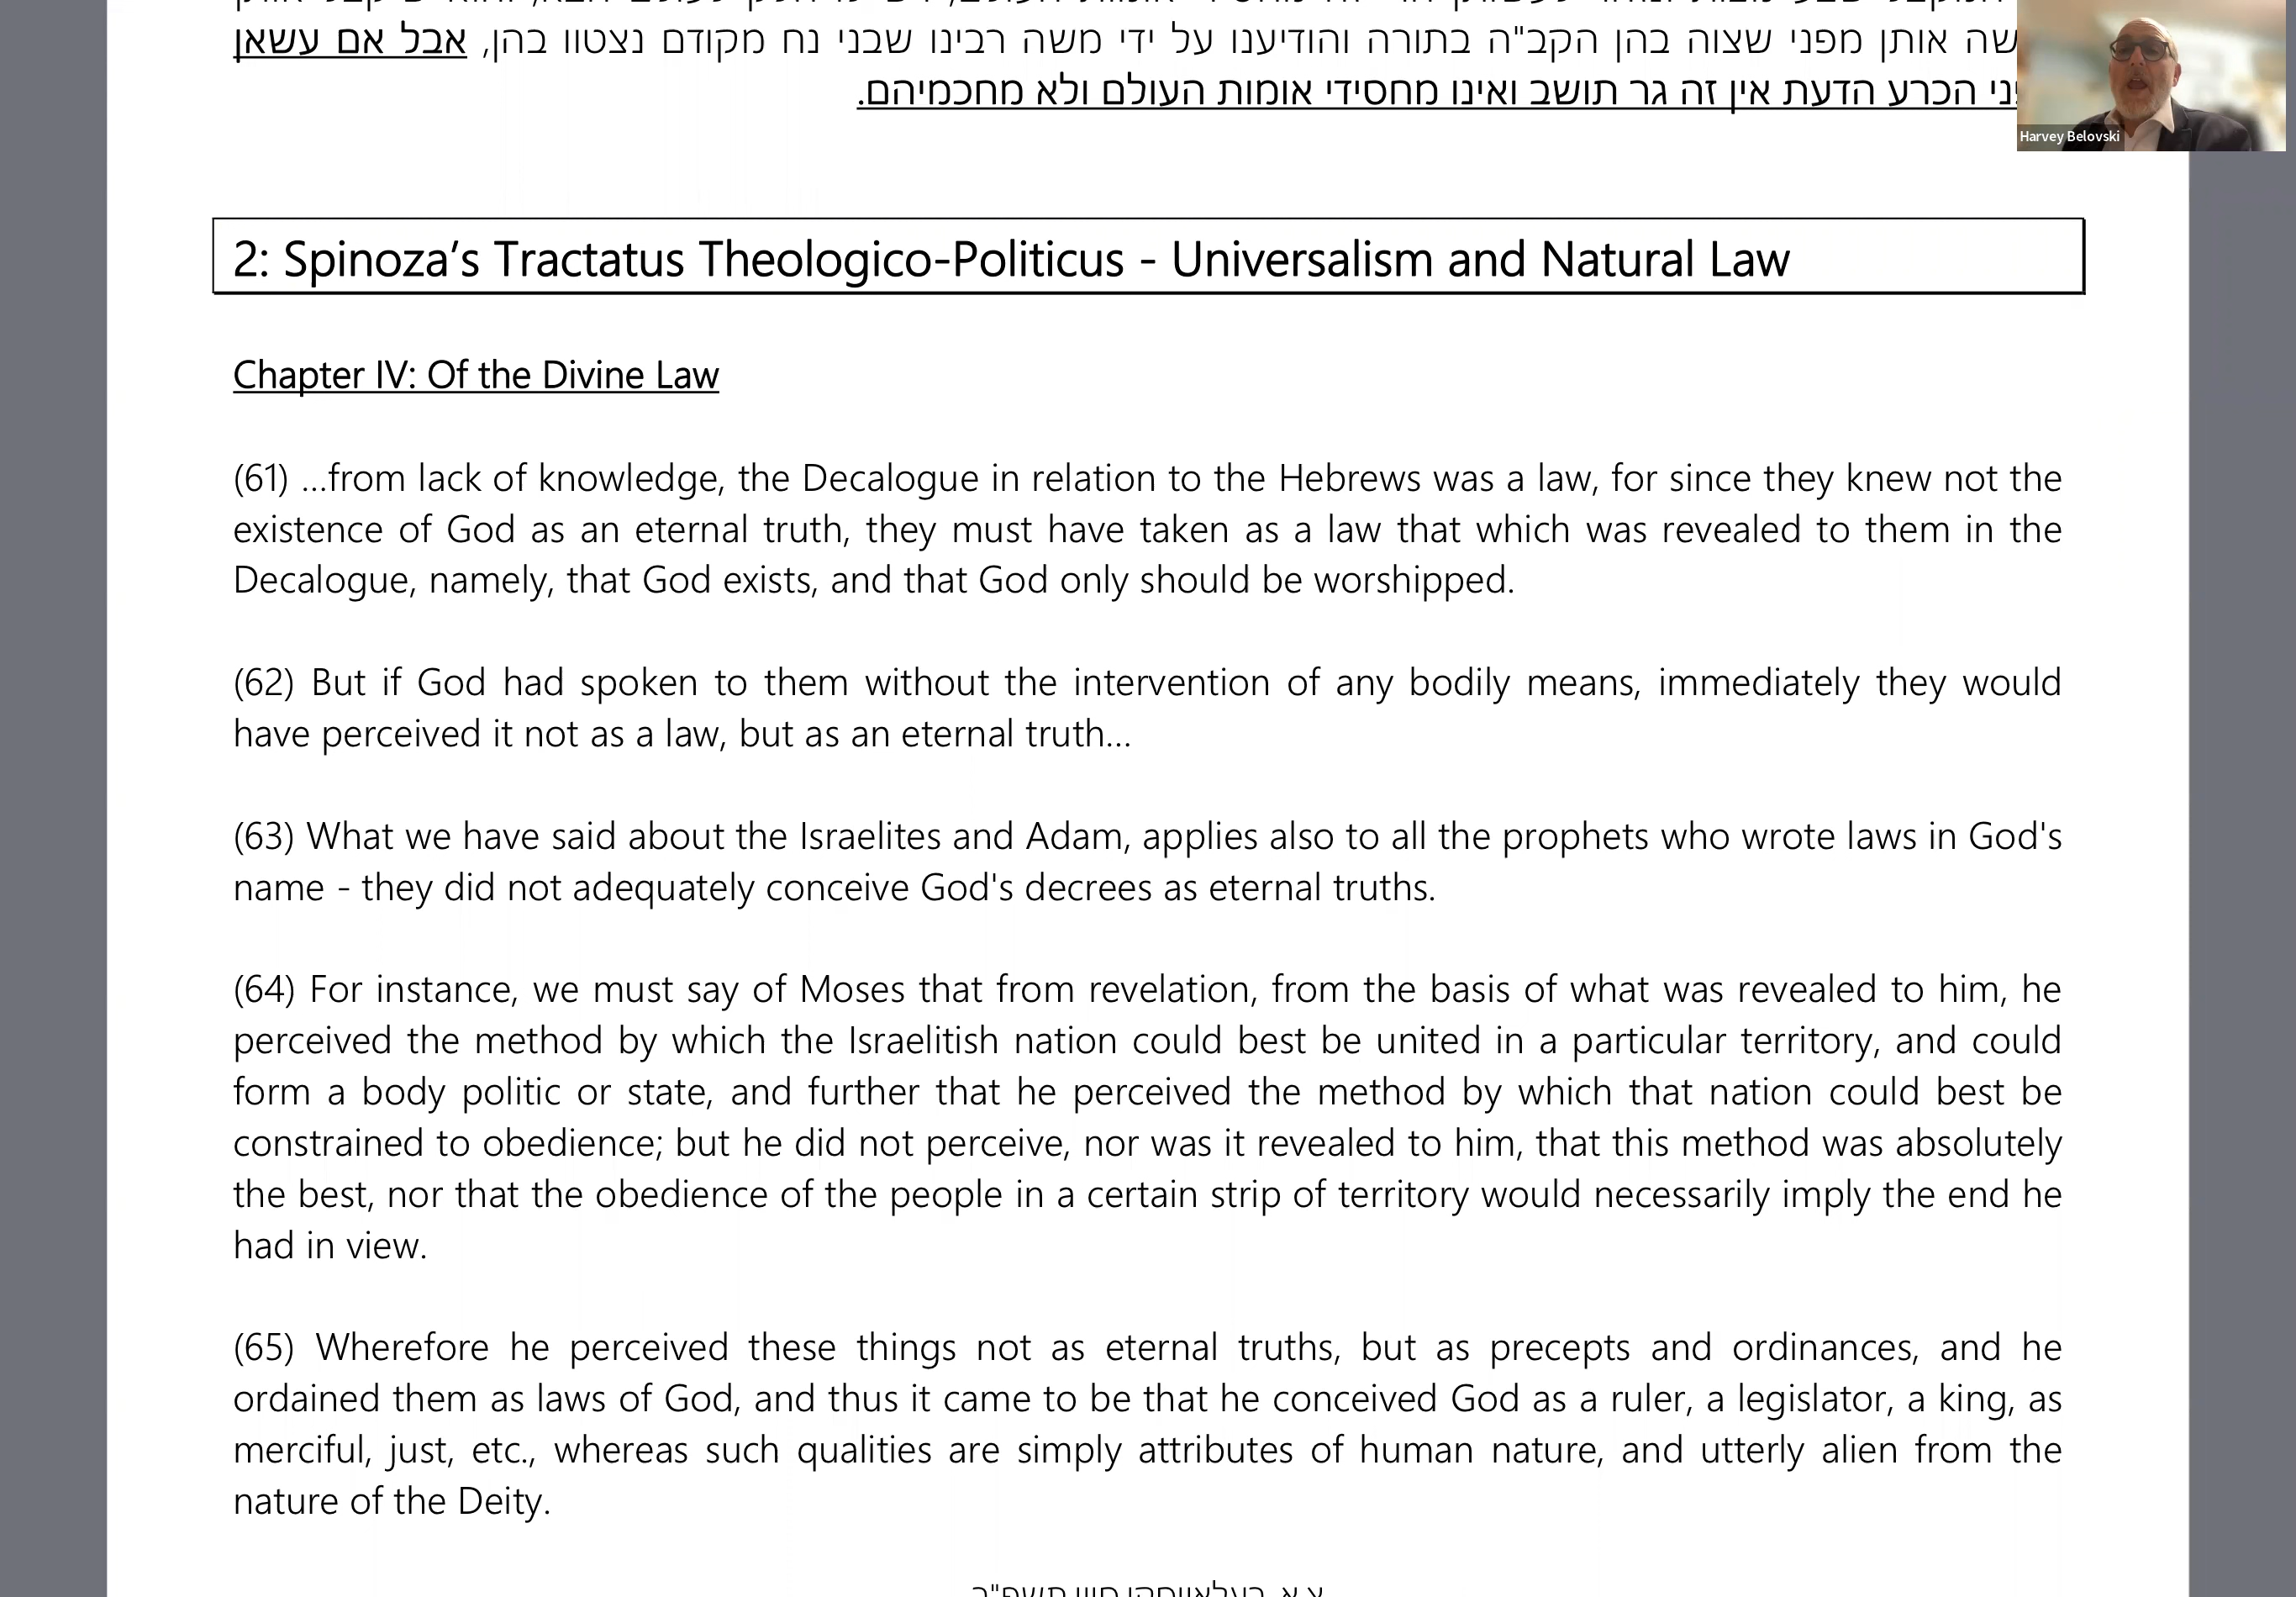 שה אותן מפני שצוה בהן הקב"ה בתורה והודיענו על ידי משה רבינו שבני נח מקודם נצטוו בהן, אבל אם עשאן
הכרע הדעת אין זה גר תושב ואינו מחסידי אומות העולם ולא מחכמיהם.
Harvey Belovski
2: Spinoza’s Tractatus Theologico-Politicus - Universalism and Natural Law
Chapter IV: Of the Divine Law
(61) …from lack of knowledge, the Decalogue in relation to the Hebrews was a law, for since they knew not the
existence of God as an eternal truth, they must have taken as a law that which was revealed to them in the
Decalogue, namely, that God exists, and that God only should be worshipped.
(62) But if God had spoken to them without the intervention of any bodily means, immediately they would
have perceived it not as a law, but as an eternal truth…
(63) What we have said about the Israelites and Adam, applies also to all the prophets who wrote laws in God's
name - they did not adequately conceive God's decrees as eternal truths.
(64) For instance, we must say of Moses that from revelation, from the basis of what was revealed to him, he
perceived the method by which the Israelitish nation could best be united in a particular territory, and could
form a body politic or state, and further that he perceived the method by which that nation could best be
constrained to obedience; but he did not perceive, nor was it revealed to him, that this method was absolutely
the best, nor that the obedience of the people in a certain strip of territory would necessarily imply the end he
had in view.
(65) Wherefore he perceived these things not as eternal truths, but as precepts and ordinances, and he
ordained them as laws of God, and thus it came to be that he conceived God as a ruler, a legislator, a king, as
merciful, just, etc., whereas such qualities are simply attributes of human nature, and utterly alien from the
nature of the Deity.